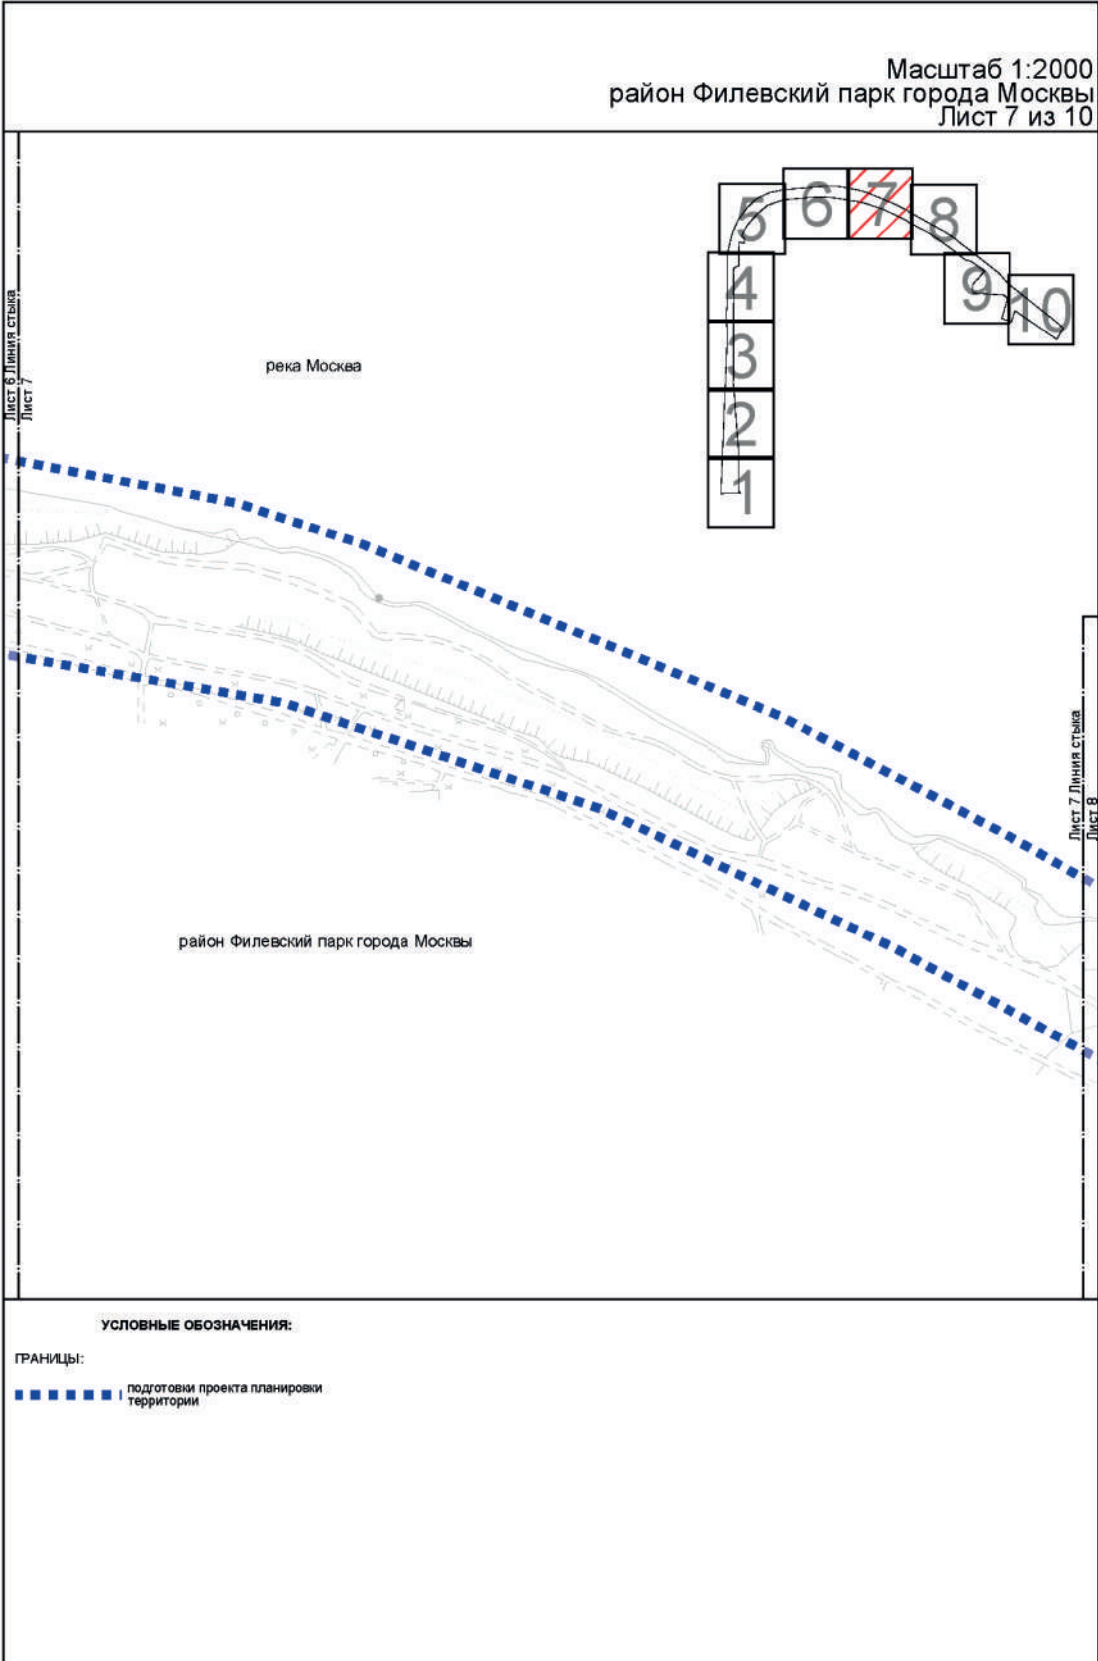 Масштаб 1:2000
район Филевский парк города Москвы
Лист 7 из 10
5
6
7
8
4
9
10
3
2
1
Лист 6 Линия стыка
Лист 7
река Москва
Лист 7 Линия стыка
Лист 8
район Филевский парк города Москвы
УСЛОВНЫЕ ОБОЗНАЧЕНИЯ:
ГРАНИЦЫ:
подготовки проекта планировки
территории